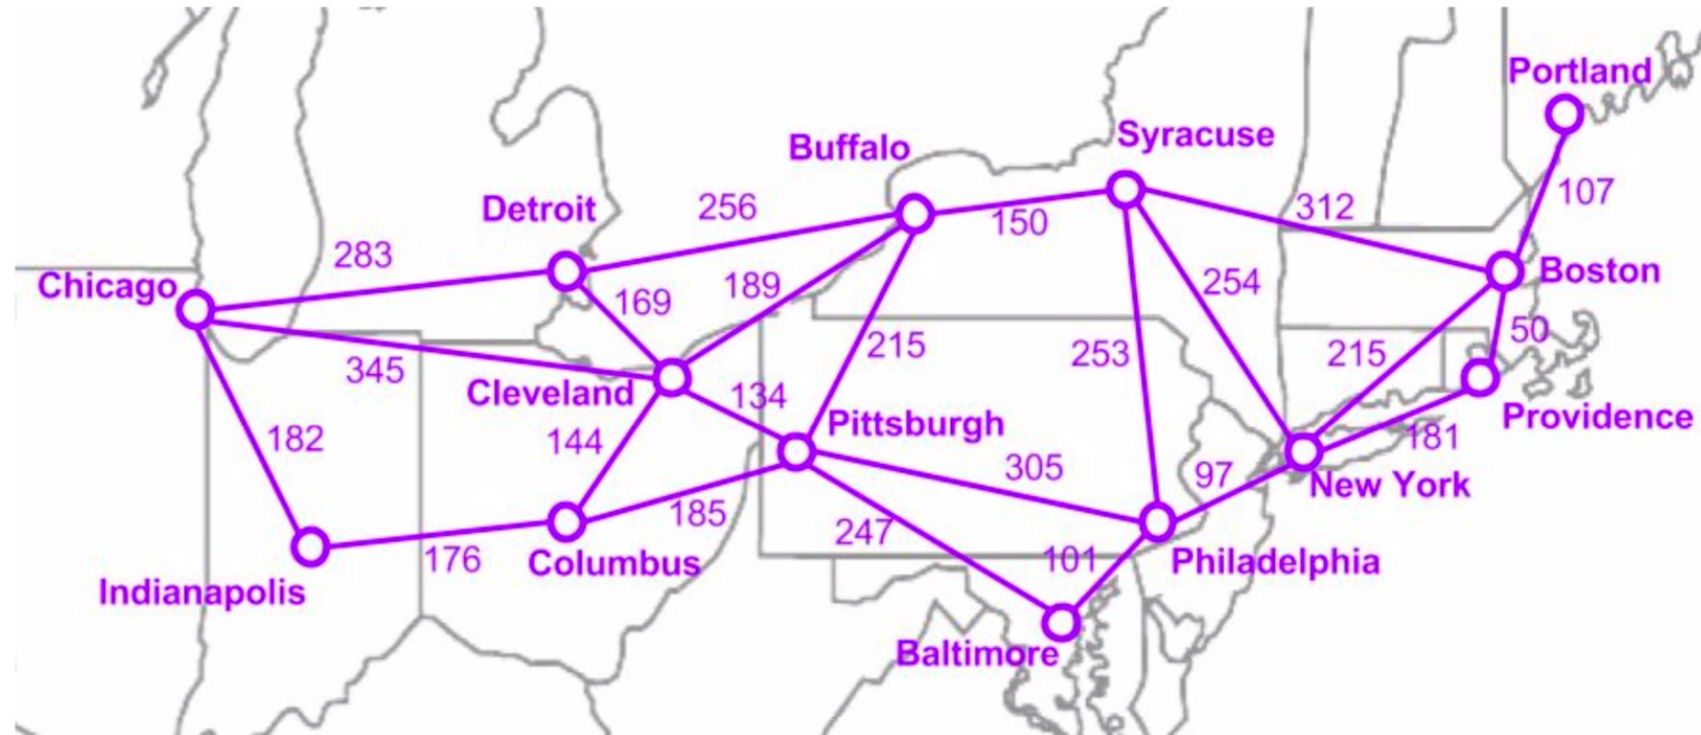 Portland
Syracuse
Buffalo
107
Detroit
256
312
150
283
Boston
Chicago
254
189
169
50
215
253
215
345
Cleveland
134
Providence
Pittsburgh
182
144
181
305
97
New York
185
247
176
Columbus
101
Philadelphia
Indianapolis
Baltimore